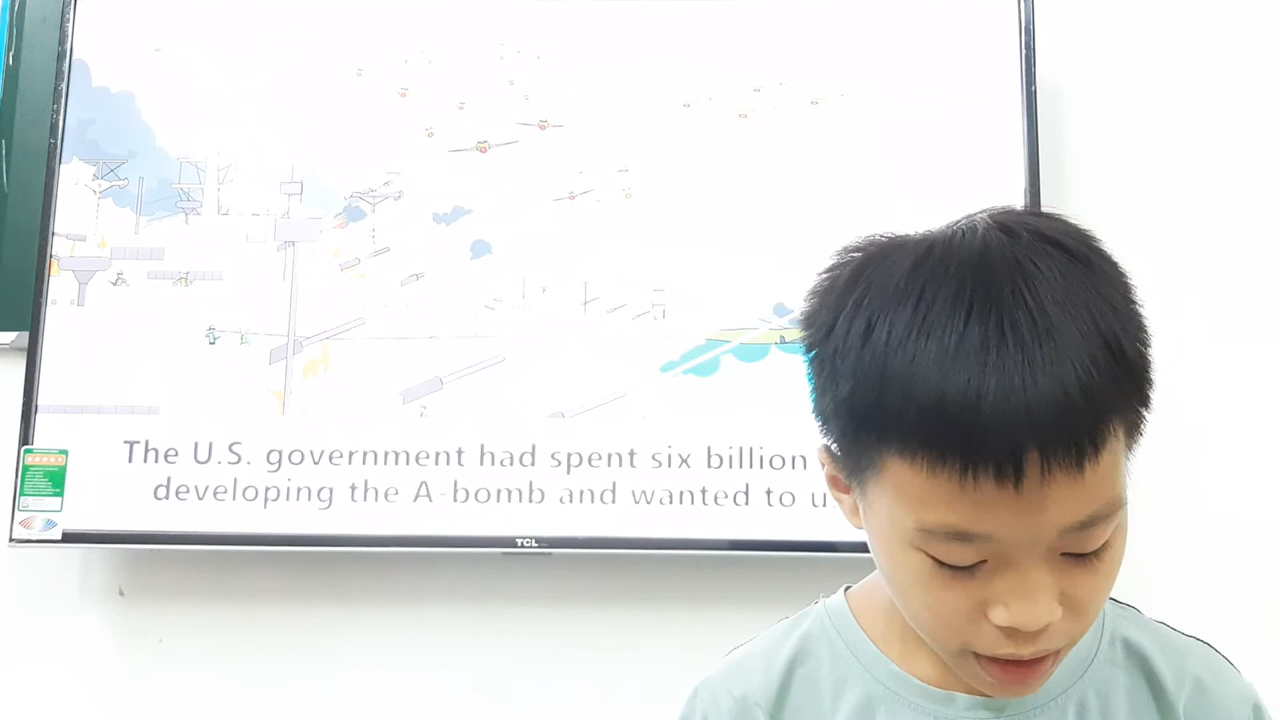 The U.S. government had spent six billion
developing the A-bomb and wanted to
TCL